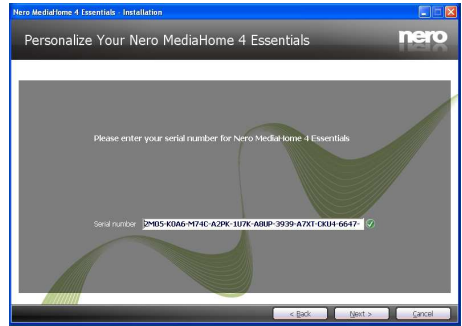 Nero MediaHome 4 Essentials - Installation
Personalize Your Nero MediaHome 4 Essentials
nero
Please enter your serial number for Nero MediaHome 4 Essentials
Serial number 2M05-K0A6-M74C-A2PK-1U7K-A8UP-3939-A7XT-CKU4-6647-
< Back Next > Cancel